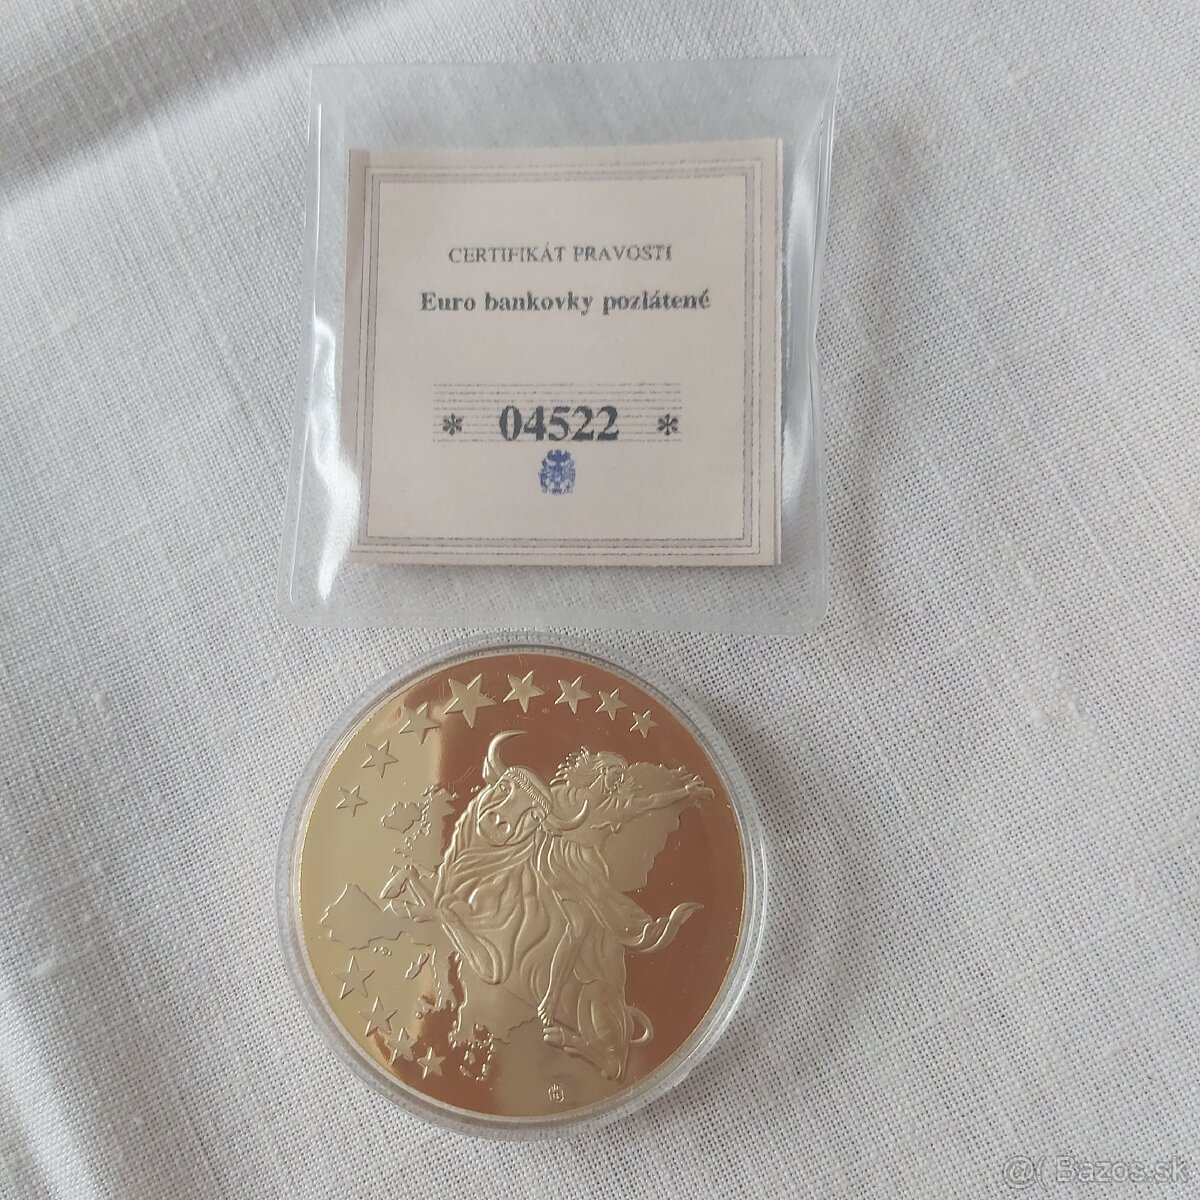 CERTIFIKÁT PRAVOSTI
Euro bankovky pozlátené
* 04522 *
@( Bazos.sk